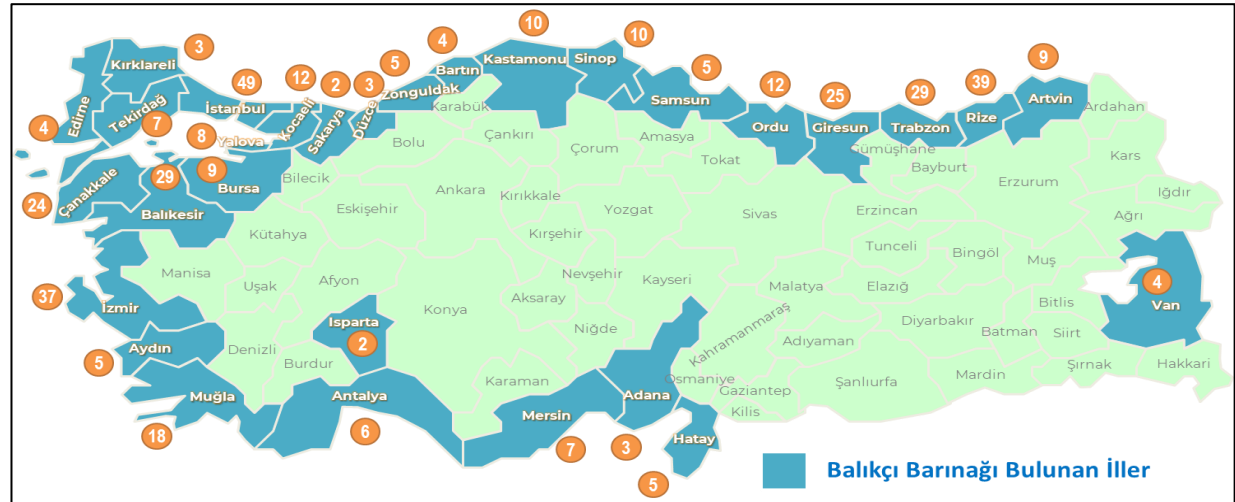 10
4
10
3
Kırklareli
5
Kastamonu
Sinop
9
49
12
2
3
Bartın
5
39
Zonguldak
12
25
29
Artvin
İstanbul
Kocaeli
Sakarya
Düzce
Karabük
Samsun
Ardahan
Edirne
Tekirdağ
4
7
8
Yalova
Bolu
Çankırı
Çorum
Amasya
Tokat
Ordu
Giresun
Trabzon
Rize
Gümüşhane
Bayburt
Kars
Çanakkale
24
29
9
Bursa
Bilecik
Ankara
Kırıkkale
Erzurum
Iğdır
Balıkesir
Eskişehir
Yozgat
Sivas
Erzincan
Ağrı
Kütahya
Kırşehir
Tunceli
Bingöl
Muş
Manisa
Uşak
Afyon
Nevşehir
Kayseri
Malatya
Elazığ
4
37
İzmir
Konya
Aksaray
Bitlis
Van
Isparta
2
Niğde
Kahramanmaraş
Diyarbakır
Batman
Siirt
Aydın
5
Denizli
Burdur
Adıyaman
Şırnak
Hakkari
Karaman
Osmaniye
Gaziantep
Şanlıurfa
Mardin
Muğla
Antalya
Mersin
Adana
Kilis
18
6
7
3
Hatay
5
Balıkçı Barınağı Bulunan İller